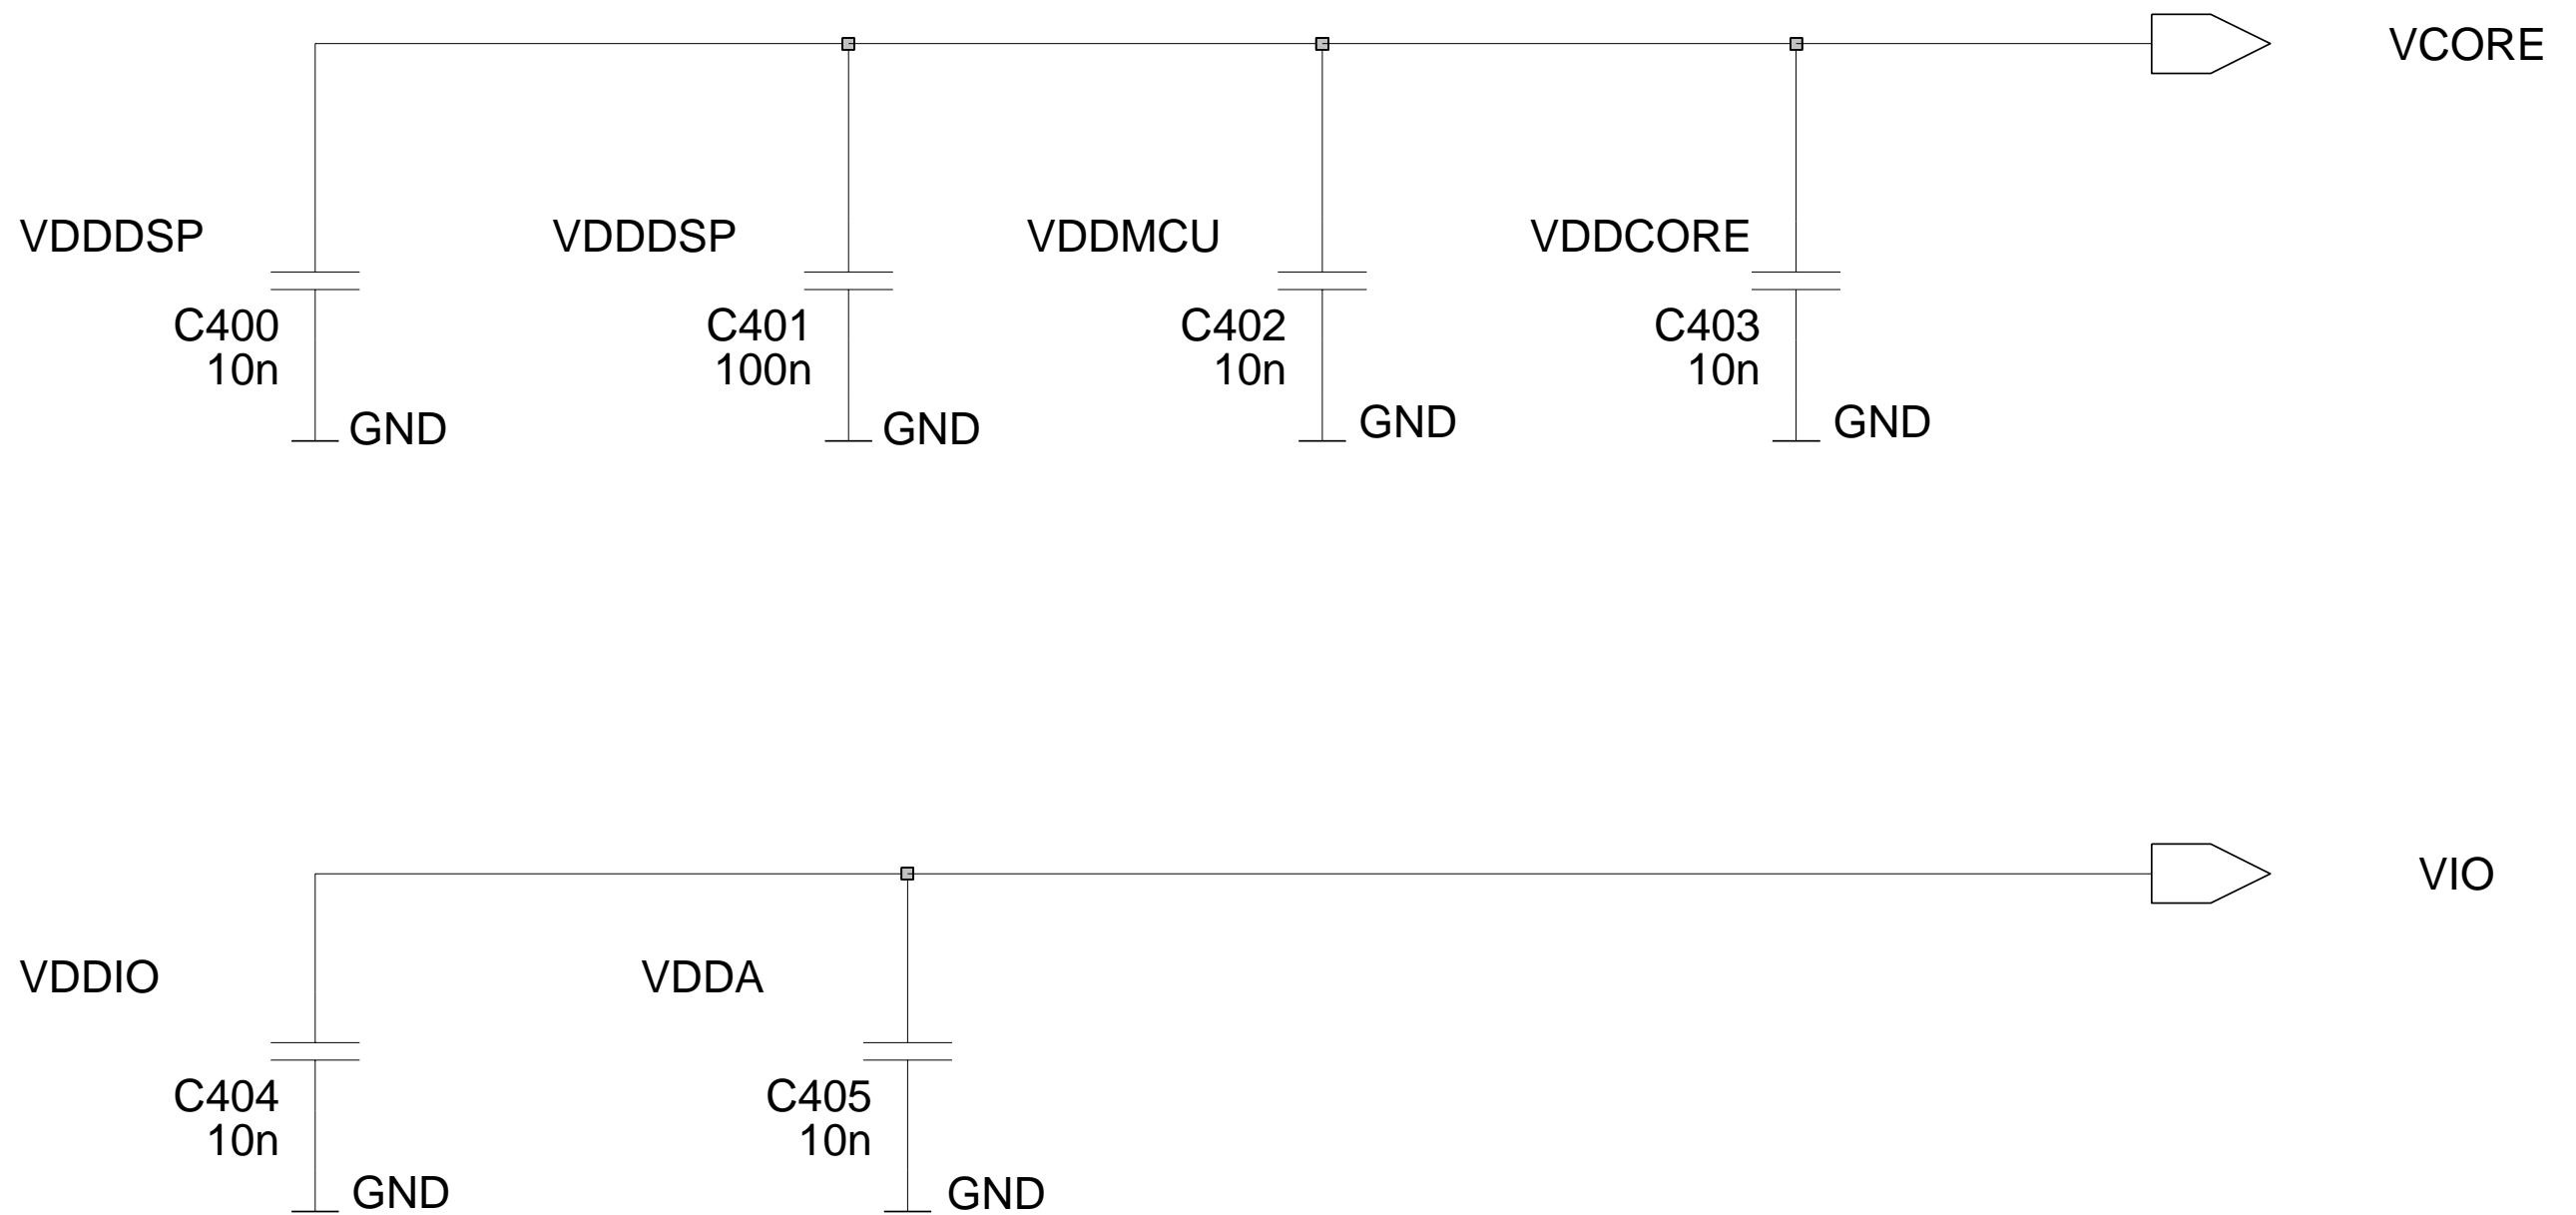 VCORE
VDDDSP
VDDDSP
VDDMCU
VDDCORE
C400
10n
C401
100n
C402
10n
C403
10n
GND
GND
GND
GND
VIO
VDDIO
VDDA
C404
10n
C405
10n
GND
GND